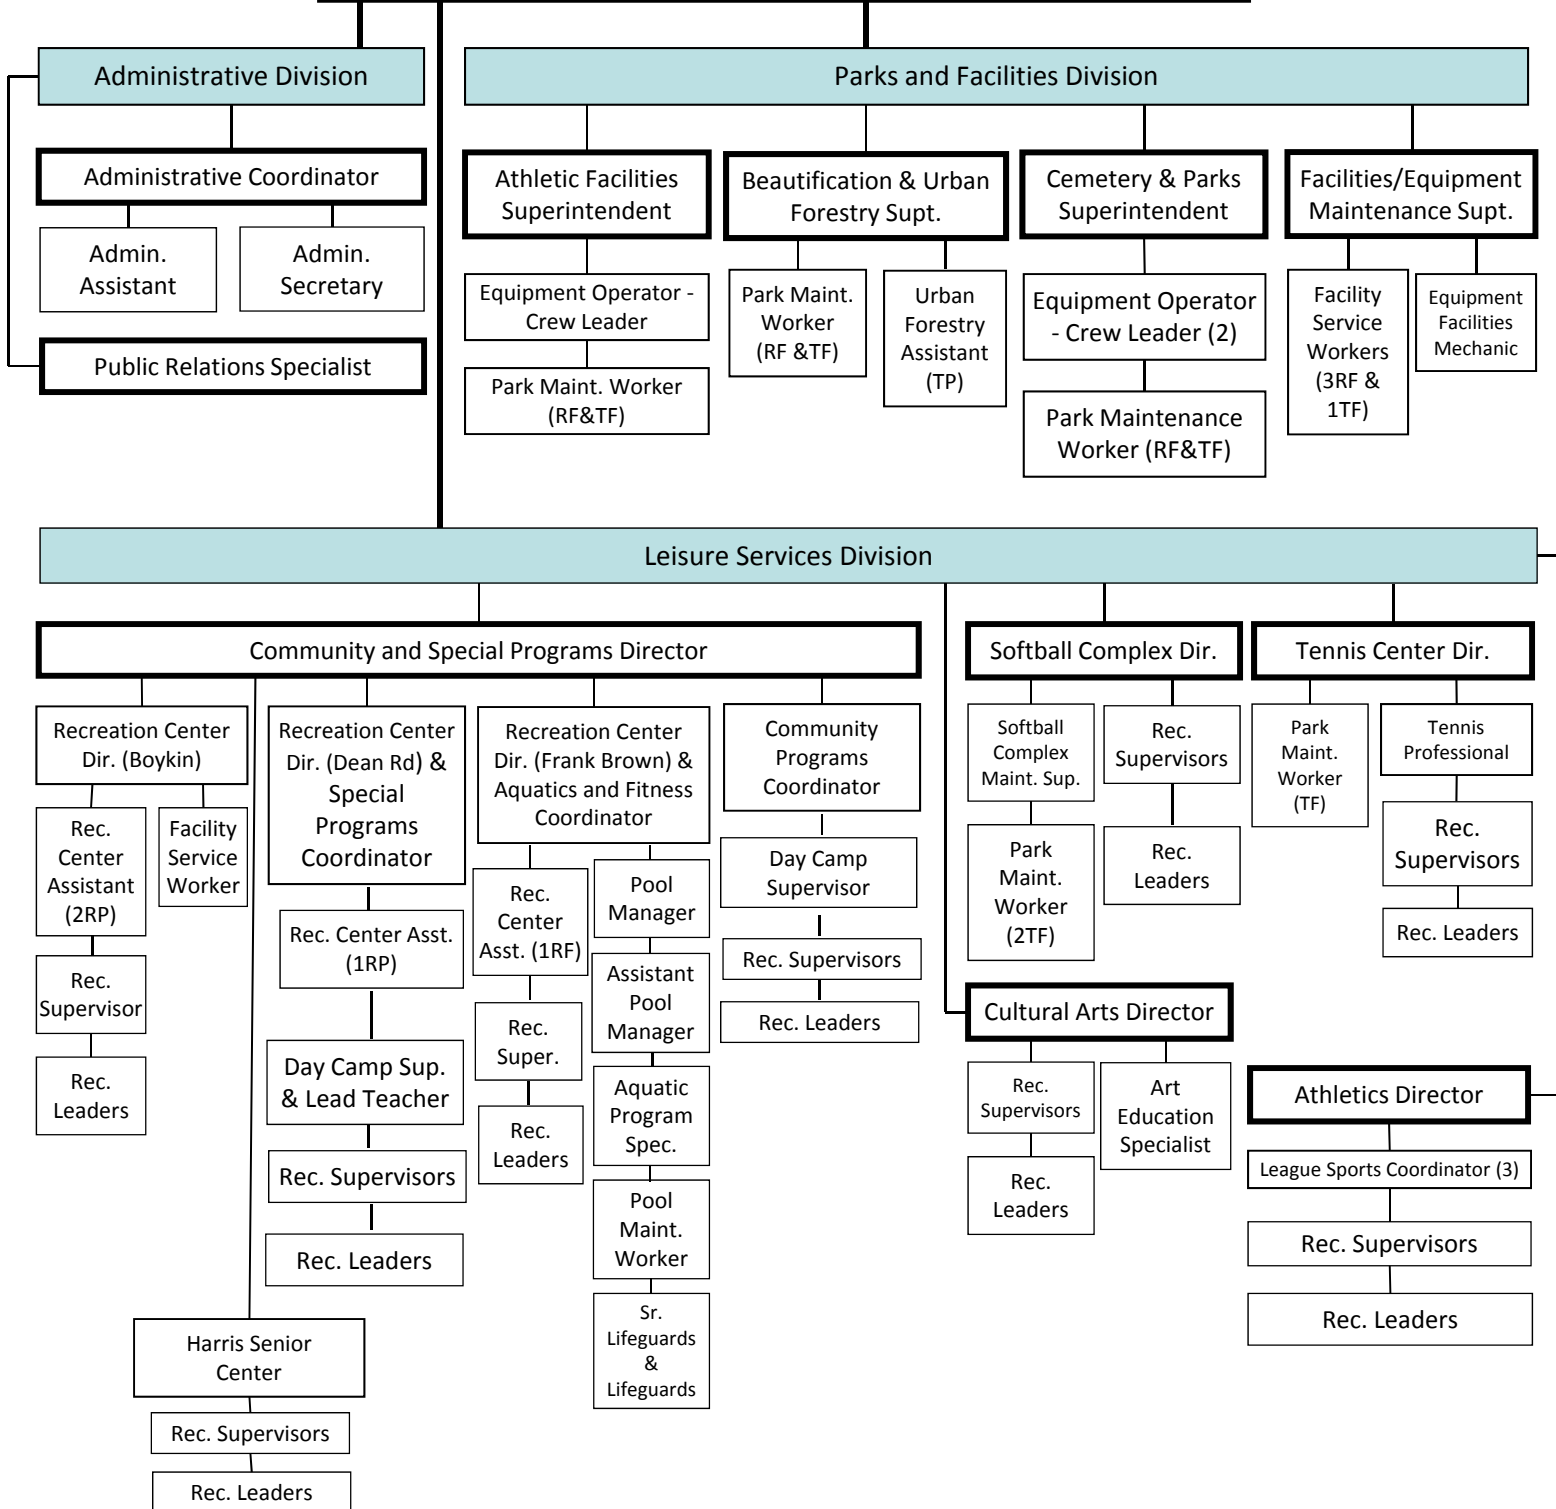 Administrative Division
Parks and Facilities Division
Administrative Coordinator
Admin.
Assistant
Admin.
Secretary
Public Relations Specialist
Athletic Facilities
Superintendent
Equipment Operator -
Crew Leader
Park Maint. Worker
(RF&TF)
Beautification & Urban
Forestry Supt.
Park Maint.
Worker
(RF &TF)
Urban
Forestry
Assistant
(TP)
Cemetery & Parks
Superintendent
Equipment Operator
- Crew Leader (2)
Park Maintenance
Worker (RF&TF)
Facilities/Equipment
Maintenance Supt.
Facility
Service
Workers
(3RF &
1TF)
Equipment
Facilities
Mechanic
Leisure Services Division
Community and Special Programs Director
Recreation Center
Dir. (Boykin)
Rec.
Center
Assistant
(2RP)
Rec.
Supervisor
Rec.
Leaders
Facility
Service
Worker
Harris Senior
Center
Rec. Supervisors
Rec. Leaders
Recreation Center
Dir. (Dean Rd) &
Special
Programs
Coordinator
Rec. Center Asst.
(1RP)
Day Camp Sup.
& Lead Teacher
Rec. Supervisors
Rec. Leaders
Recreation Center
Dir. (Frank Brown) &
Aquatics and Fitness
Coordinator
Rec.
Center
Asst. (1RF)
Rec.
Super.
Rec.
Leaders
Pool
Manager
Assistant
Pool
Manager
Aquatic
Program
Spec.
Pool
Maint.
Worker
Sr.
Lifeguards
&
Lifeguards
Community
Programs
Coordinator
Day Camp
Supervisor
Rec. Supervisors
Rec. Leaders
Softball Complex Dir.
Softball
Complex
Maint. Sup.
Park
Maint.
Worker
(2TF)
Rec.
Supervisors
Rec.
Leaders
Tennis Center Dir.
Park
Maint.
Worker
(TF)
Tennis
Professional
Rec.
Supervisors
Rec. Leaders
Cultural Arts Director
Rec.
Supervisors
Rec.
Leaders
Art
Education
Specialist
Athletics Director
League Sports Coordinator (3)
Rec. Supervisors
Rec. Leaders